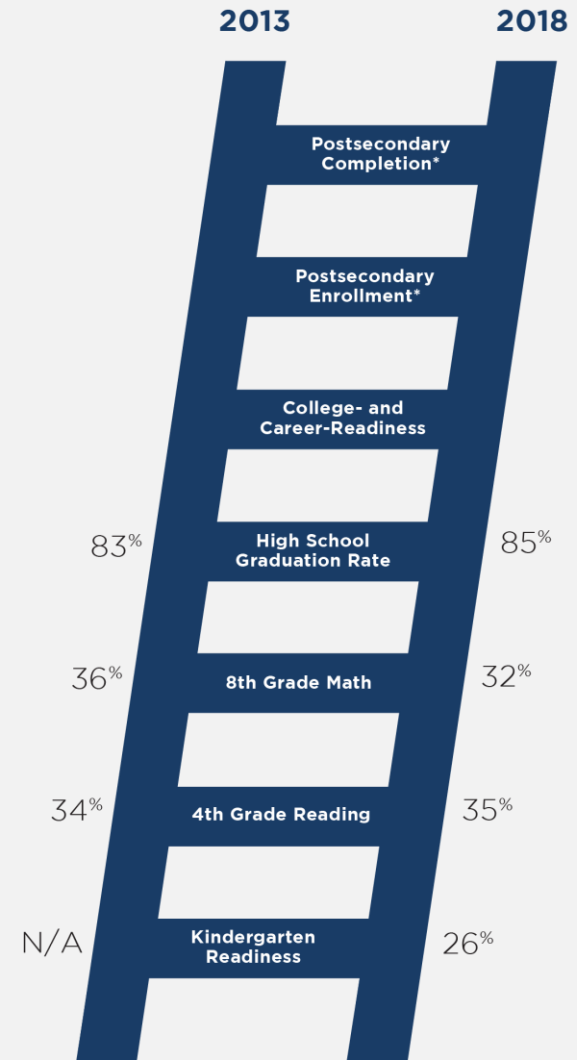 2013 2018
Postsecondary
Completion*
Postsecondary
Enrollment*
College- and
Career-Readiness
83% High School 85%
Graduation Rate
36% 8th Grade Math 32%
34% 4th Grade Reading 35%
N/A Kindergarten 26%
Readiness